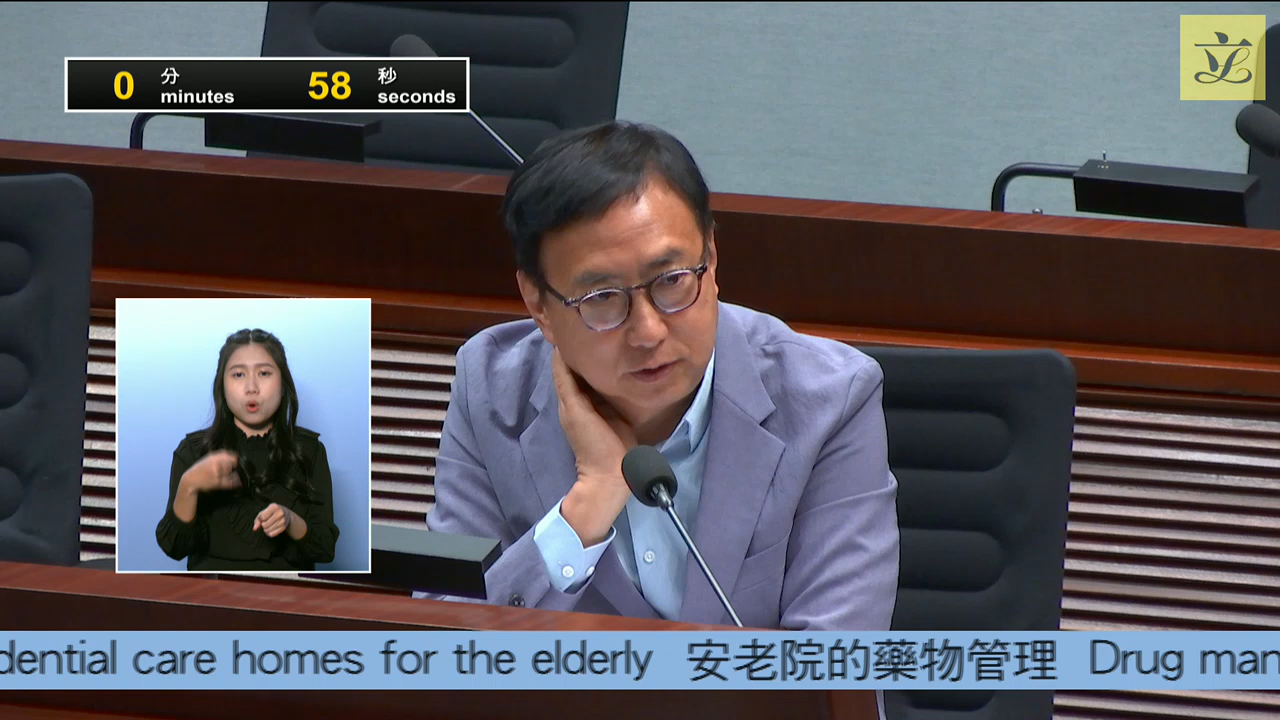 0 分 58 秒
minutes seconds
dential care homes for the elderly 安老院的藥物管理 Drug man